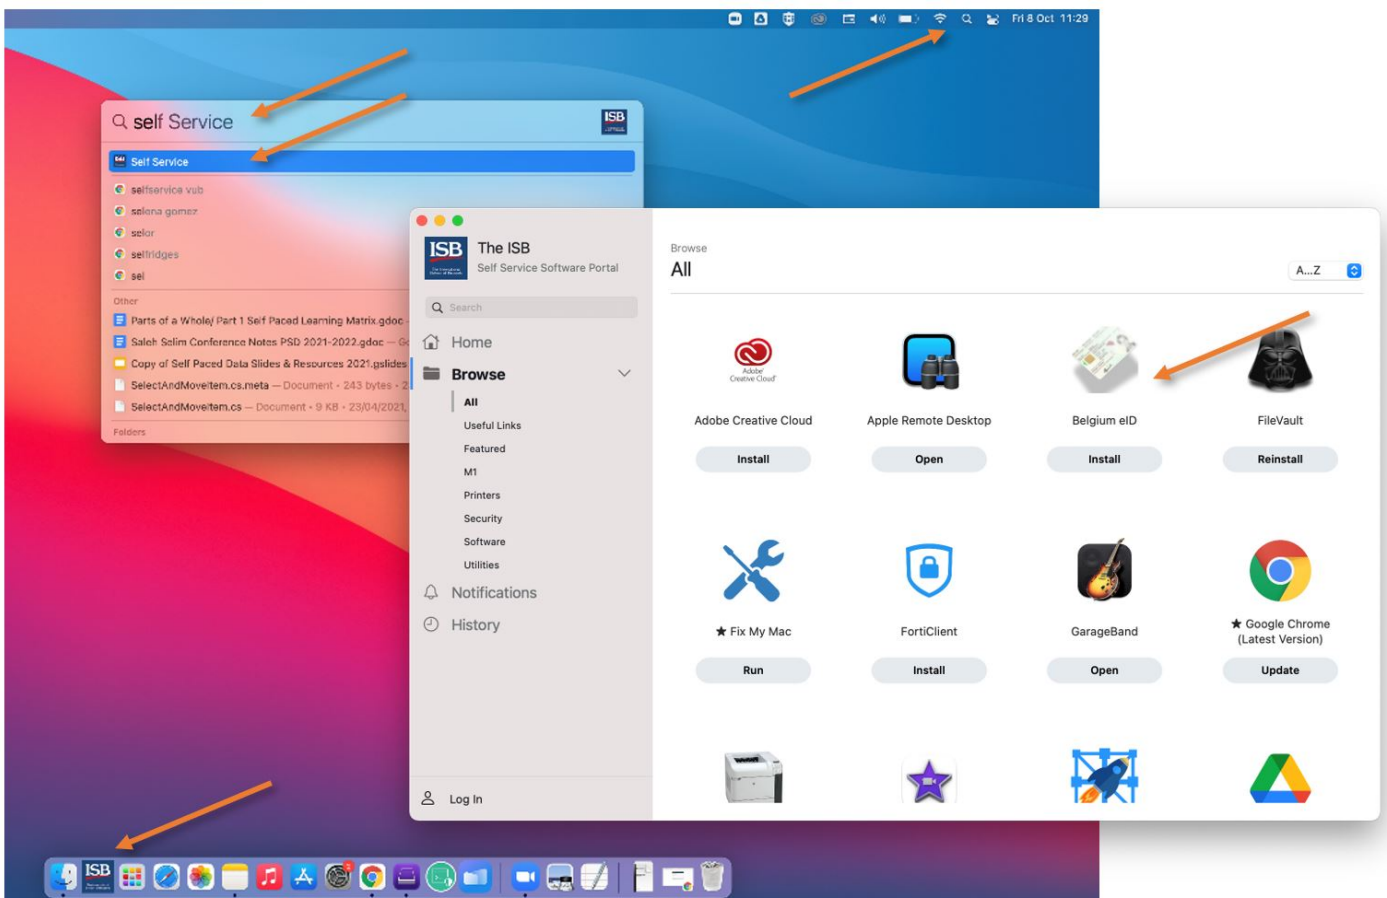 Fri 8 Oct 11:29
self Service
ISB
Self Service
selfservice vub
selena gomez
selor
selfridges
sel
Other
Parts of a Whole/ Part 1 Self Paced Learning Matrix.gdoc -
Saleh Selim Conference Notes PSD 2021-2022.gdoc — Go
Copy of Self Paced Data Slides & Resources 2021.gslides
SelectAndMoveItem.cs.meta — Document - 243 bytes - 2
SelectAndMoveItem.cs — Document - 9 KB - 23/04/2021,
Folders
ISB
The ISB
Self Service Software Portal
Search
Home
Browse
All
Useful Links
Featured
M1
Printers
Security
Software
Utilities
Notifications
History
Log In
Browse
All
A...Z
Adobe
Creative Cloud
Adobe Creative Cloud
Apple Remote Desktop
Belgium eID
FileVault
Install
Open
Install
Reinstall
★ Fix My Mac
FortiClient
GarageBand
★ Google Chrome
(Latest Version)
Run
Install
Open
Update
ISB